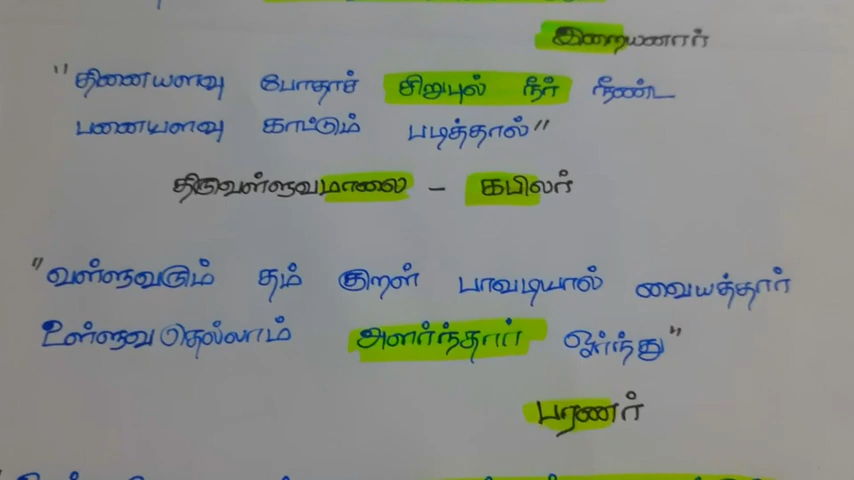 இறையனார்
"தினையளவு போதாச் சிறுபுல் நீர் நீண்ட
பனையளவு காட்டும் படித்தால்"
திருவள்ளுவமாலை – கபிலர்
"வள்ளுவரும் தம் குறள் பாவடியால் வையத்தார்
உள்ளுவதெல்லாம் அளர்ந்தார் ஓர்ந்து"
பரணர்